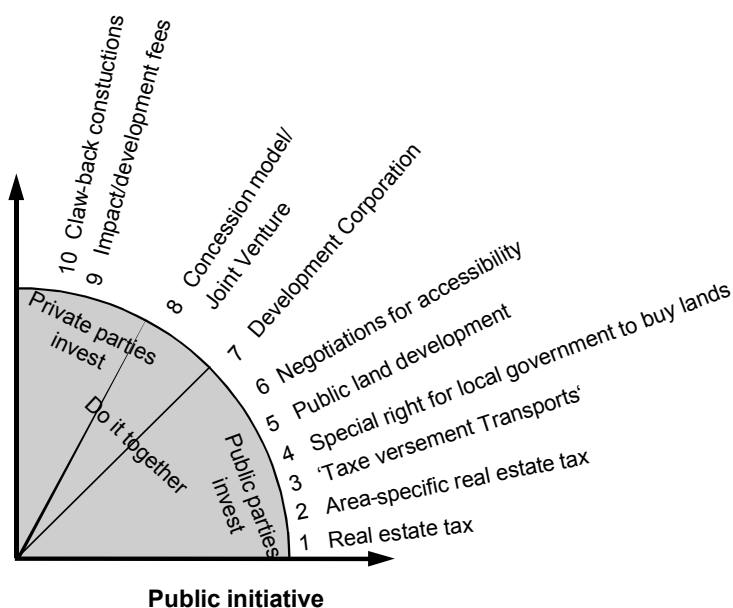 10 Claw-back constuctions
9 Impact/development fees
8 Concession model/
Joint Venture
7 Development Corporation
6 Negotiations for accessibility
5 Public land development
4 Special right for local government to buy lands
3 'Taxe versement Transports‘
2 Area-specific real estate tax
1 Real estate tax
Private parties
invest
Do it together
Public parties
invest
Public initiative